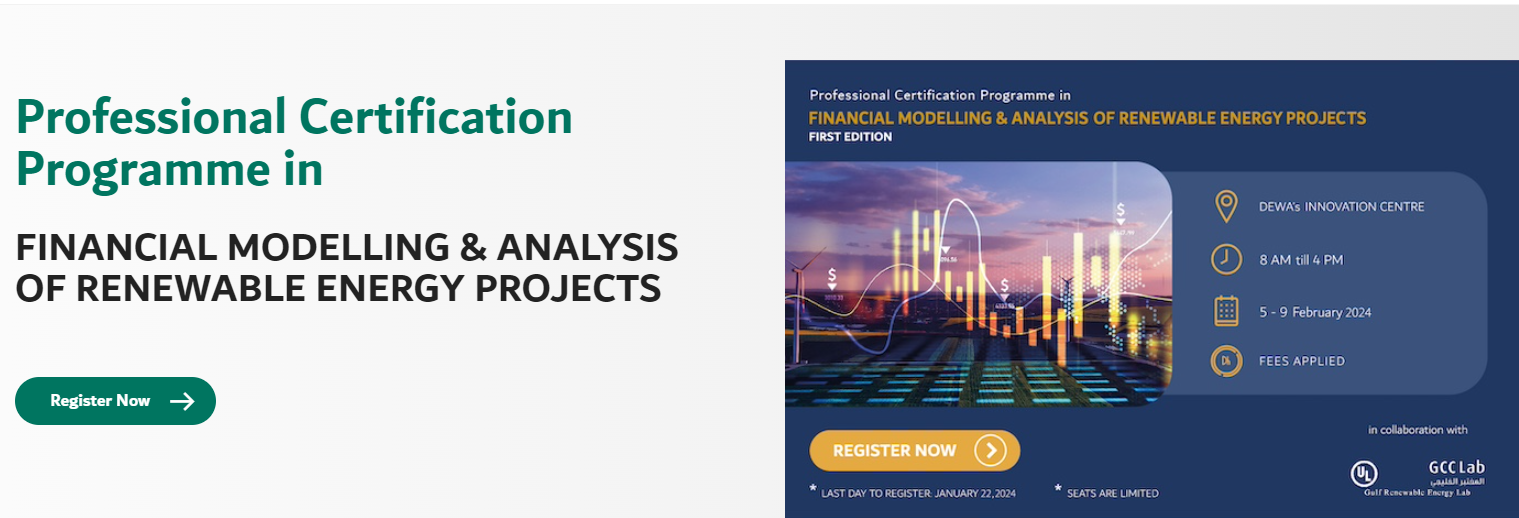 Professional Certification
Programme in
FINANCIAL MODELLING & ANALYSIS
OF RENEWABLE ENERGY PROJECTS
Register Now
Professional Certification Programme in
FINANCIAL MODELLING & ANALYSIS OF RENEWABLE ENERGY PROJECTS
FIRST EDITION
$
$
$
DEWA's INNOVATION CENTRE
8 AM till 4 PM
5 - 9 February 2024
FEES APPLIED
REGISTER NOW
* LAST DAY TO REGISTER: JANUARY 22, 2024
* SEATS ARE LIMITED
in collaboration with
UL
GCC Lab
المختبر الخليجي
Gulf Renewable Energy Lab